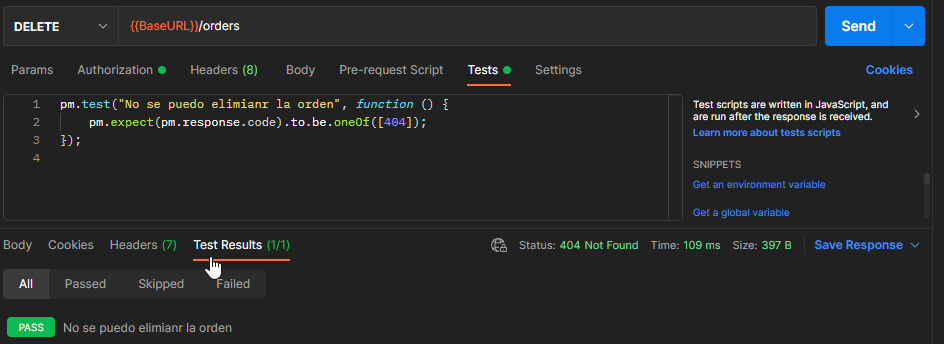 DELETE {{BaseURL}}/orders Send
Params Authorization Headers (8) Body Pre-request Script Tests Settings Cookies
1 pm.test("No se puedo elimianr la orden", function () {
2 pm.expect(pm.response.code).to.be.oneOf([404]);
3 });
4
Test scripts are written in JavaScript, and
are run after the response is received.
Learn more about tests scripts
SNIPPETS
Get an environment variable
Get a global variable
Body Cookies Headers (7) Test Results (1/1) Status: 404 Not Found Time: 109 ms Size: 397 B Save Response
All Passed Skipped Failed
PASS No se puedo elimianr la orden